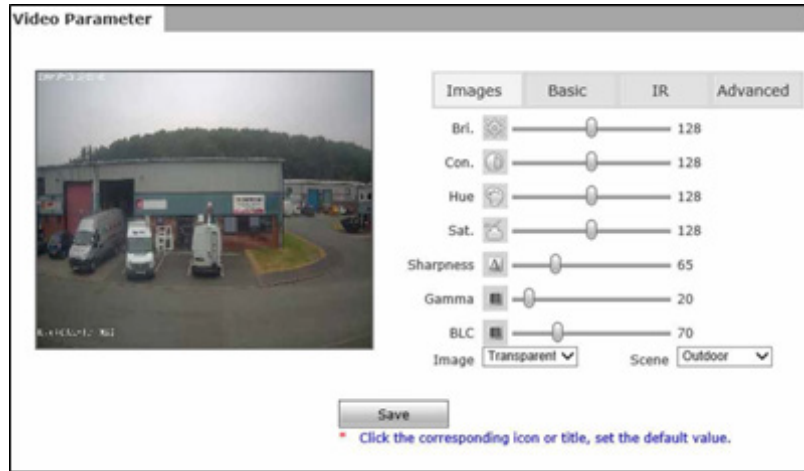 Video Parameter
Images Basic IR Advanced
Bri. 128
Con. 128
Hue 128
Sat. 128
Sharpness 65
Gamma 20
BLC 70
Image Transparent Scene Outdoor
Save
* Click the corresponding icon or title, set the default value.